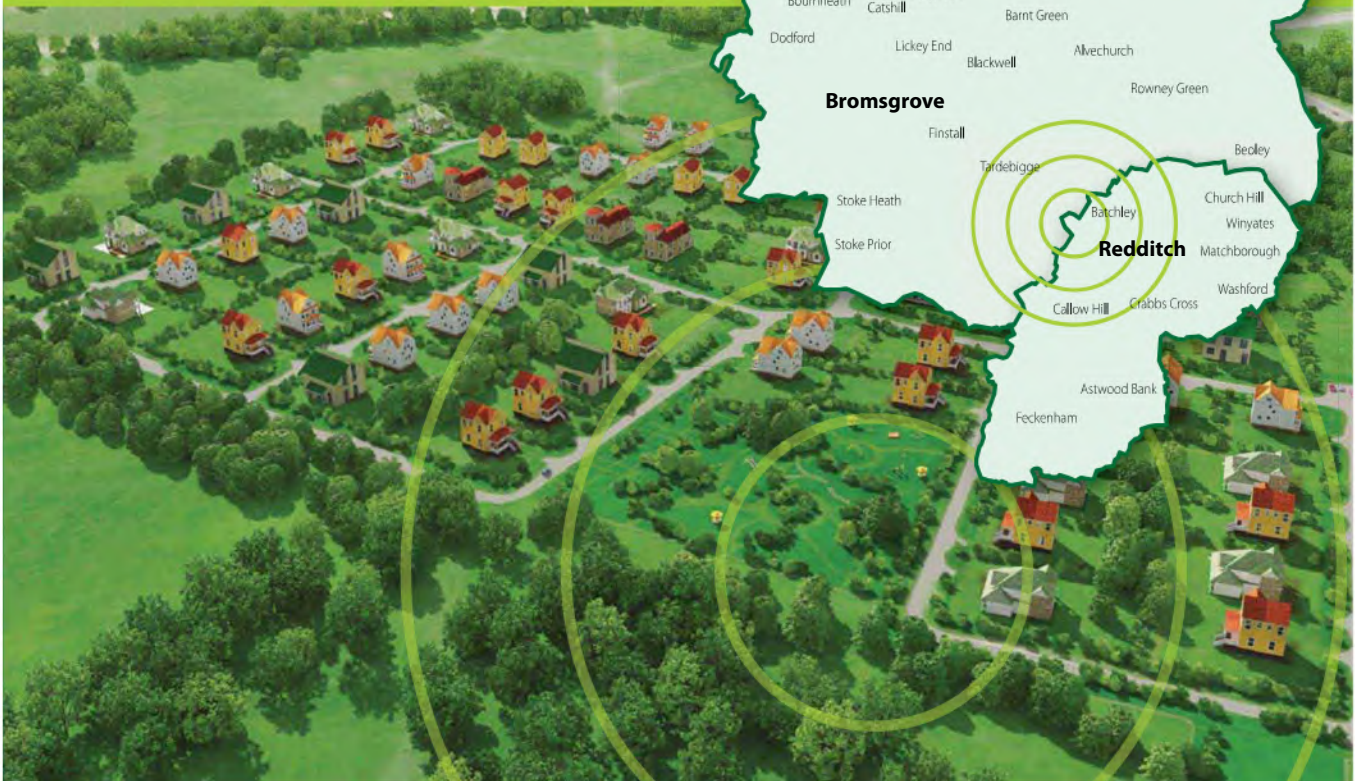 Bournheath
Catshill
Barnt Green
Dodford
Lickey End
Alvechurch
Blackwell
Rowney Green
Bromsgrove
Finstall
Beoley
Tardebigge
Church Hill
Stoke Heath
Batchley
Winyates
Stoke Prior
Redditch
Matchborough
Washford
Callow Hill
Crabbs Cross
Astwood Bank
Feckenham